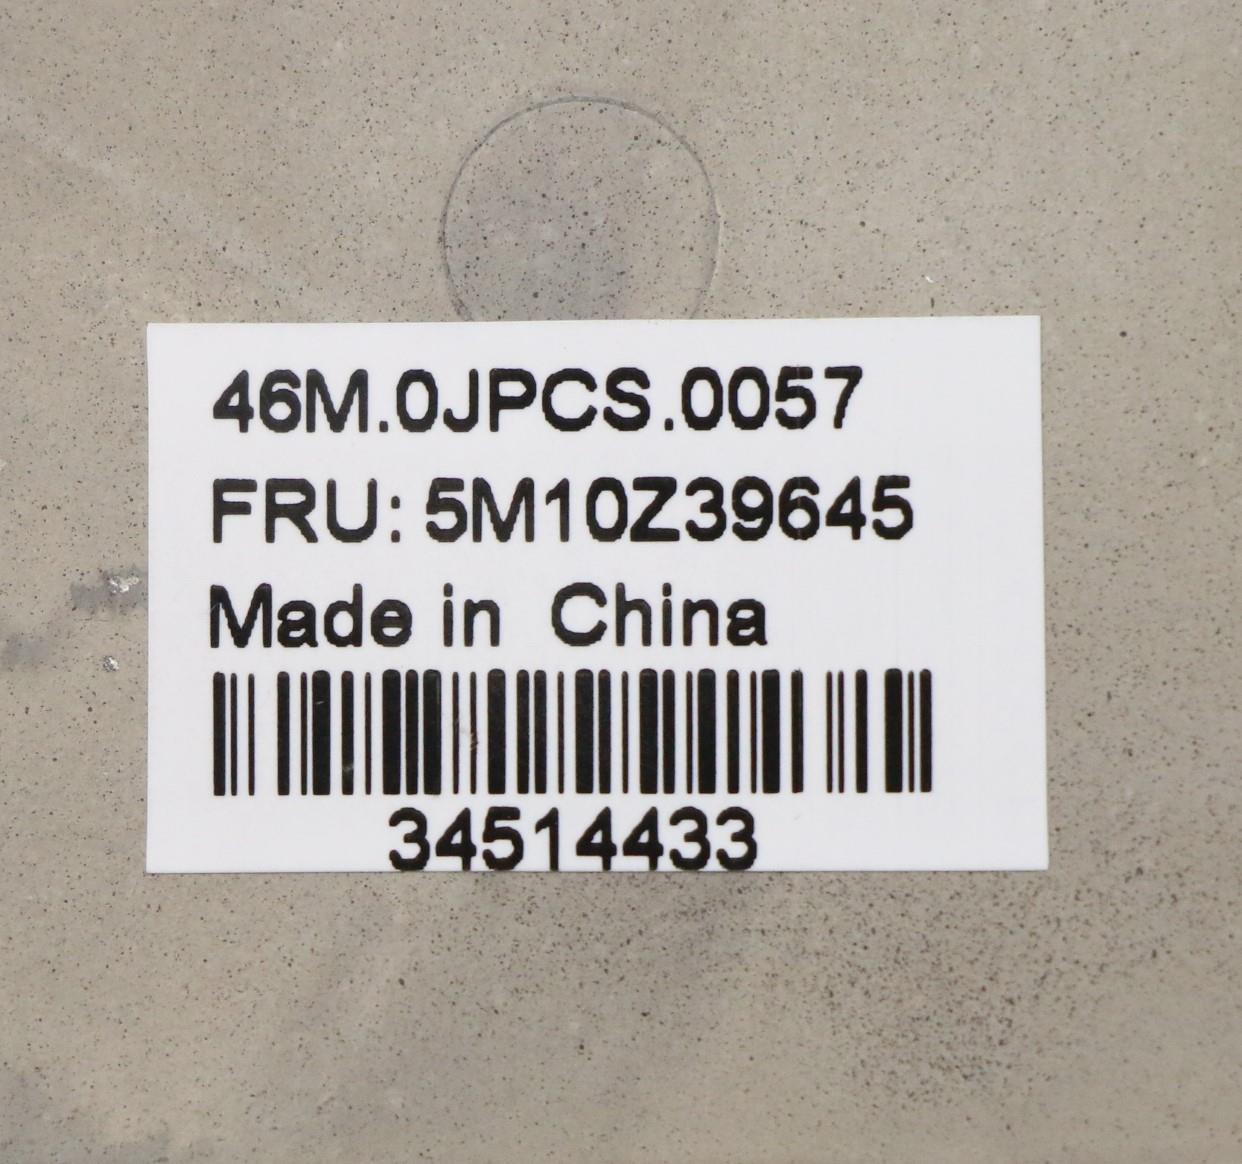 46M.0JPCS.0057
FRU: 5M10Z39645
Made in China
34514433